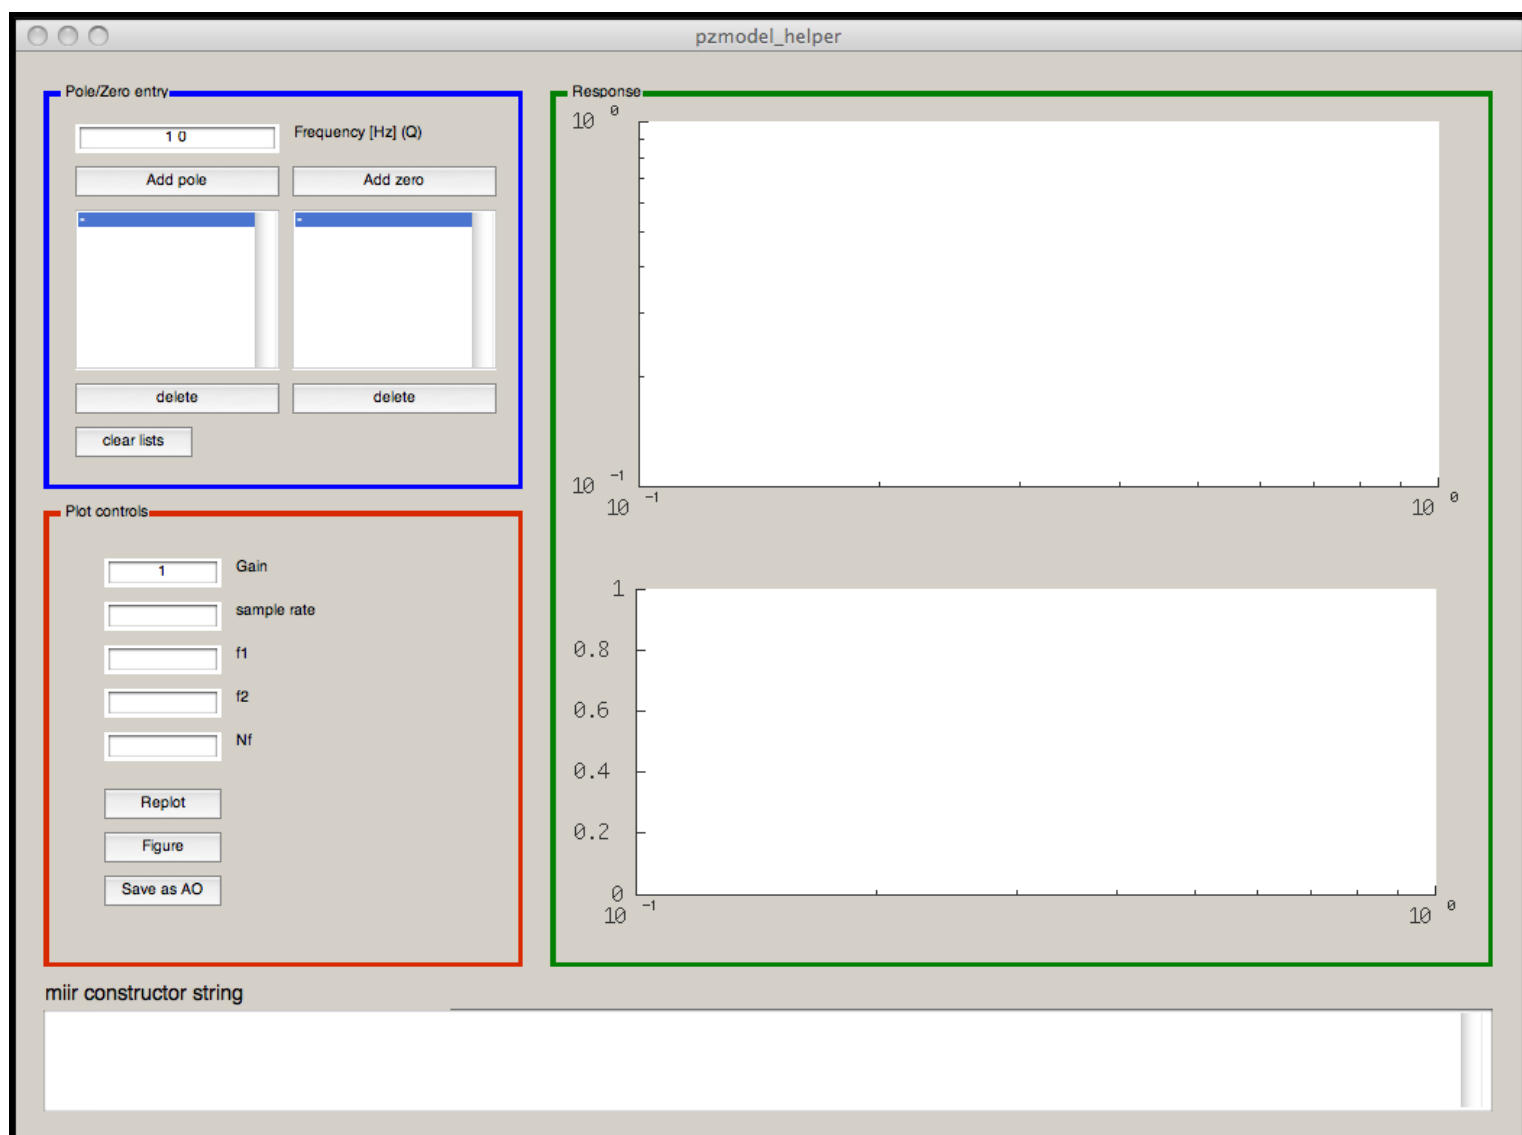 pzmodel_helper
Pole/Zero entry
1 0
Frequency [Hz] (Q)
Add pole
Add zero
-
-
delete
delete
clear lists
Plot controls
1
Gain
sample rate
f1
f2
Nf
Replot
Figure
Save as AO
Response
10 0
10 -1
10 -1
10 0
1
0.8
0.6
0.4
0.2
0
10 -1
10 0
miir constructor string